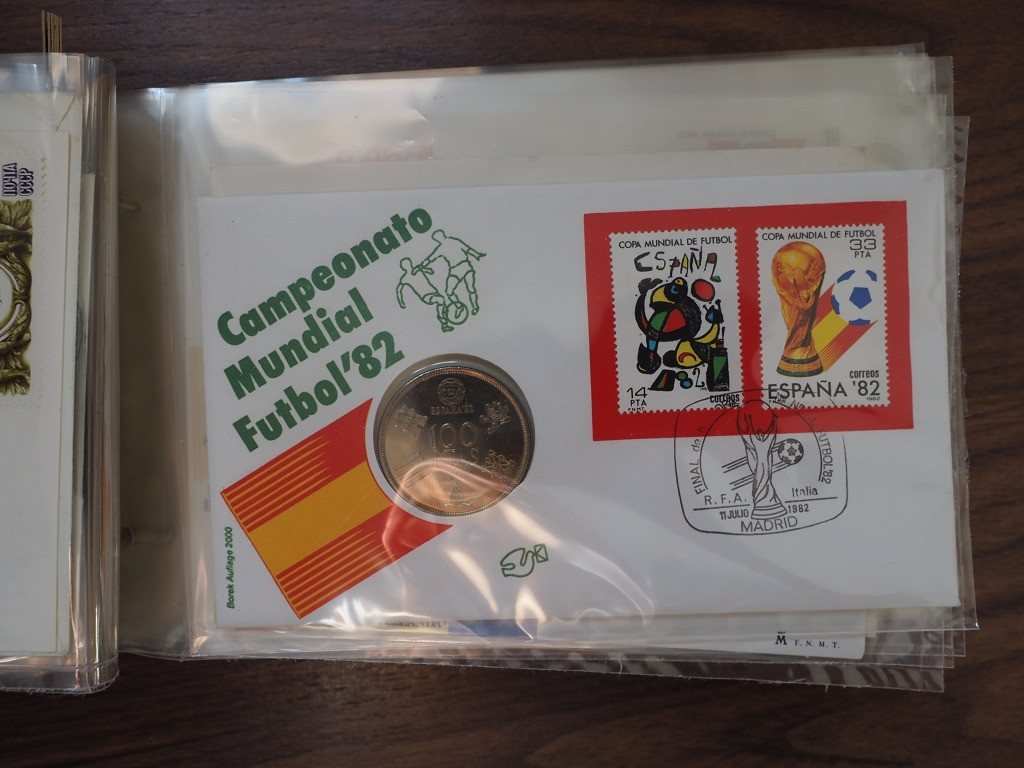 ПОЧТА
СССР
Campeonato
Mundial
Futbol'82
ESPAÑA'82
100
Borek Auflage 2000
COPA MUNDIAL DE FUTBOL
ESPAÑA
82
14
PTA
correos
F.N.M.T.
COPA MUNDIAL DE FUTBOL
33
PTA
correos
ESPAÑA '82
1982
FINAL de
FUTBOL'82
R.F.A. Italia
11 JULIO 1982
MADRID
M F. N. M. T.